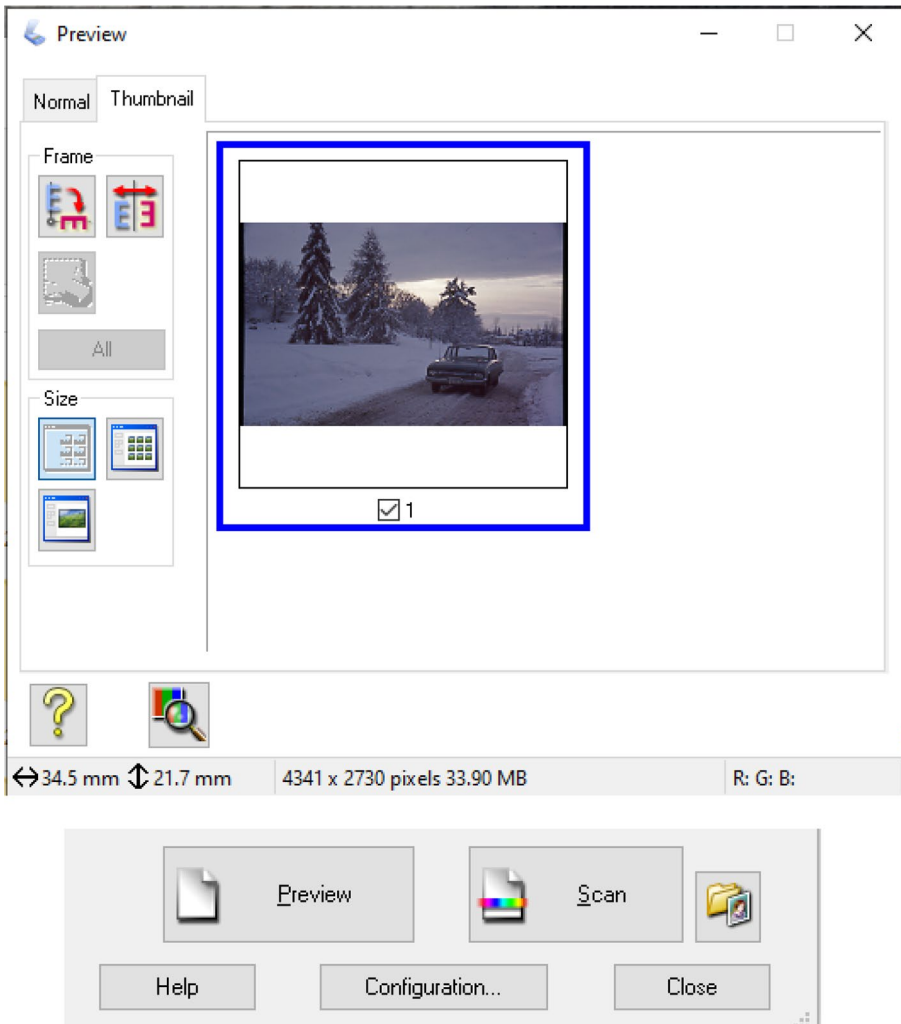 Preview
Normal
Thumbnail
Frame
All
Size
1
34.5 mm 21.7 mm
4341 x 2730 pixels 33.90 MB
R: G: B:
Preview
Scan
Help
Configuration...
Close